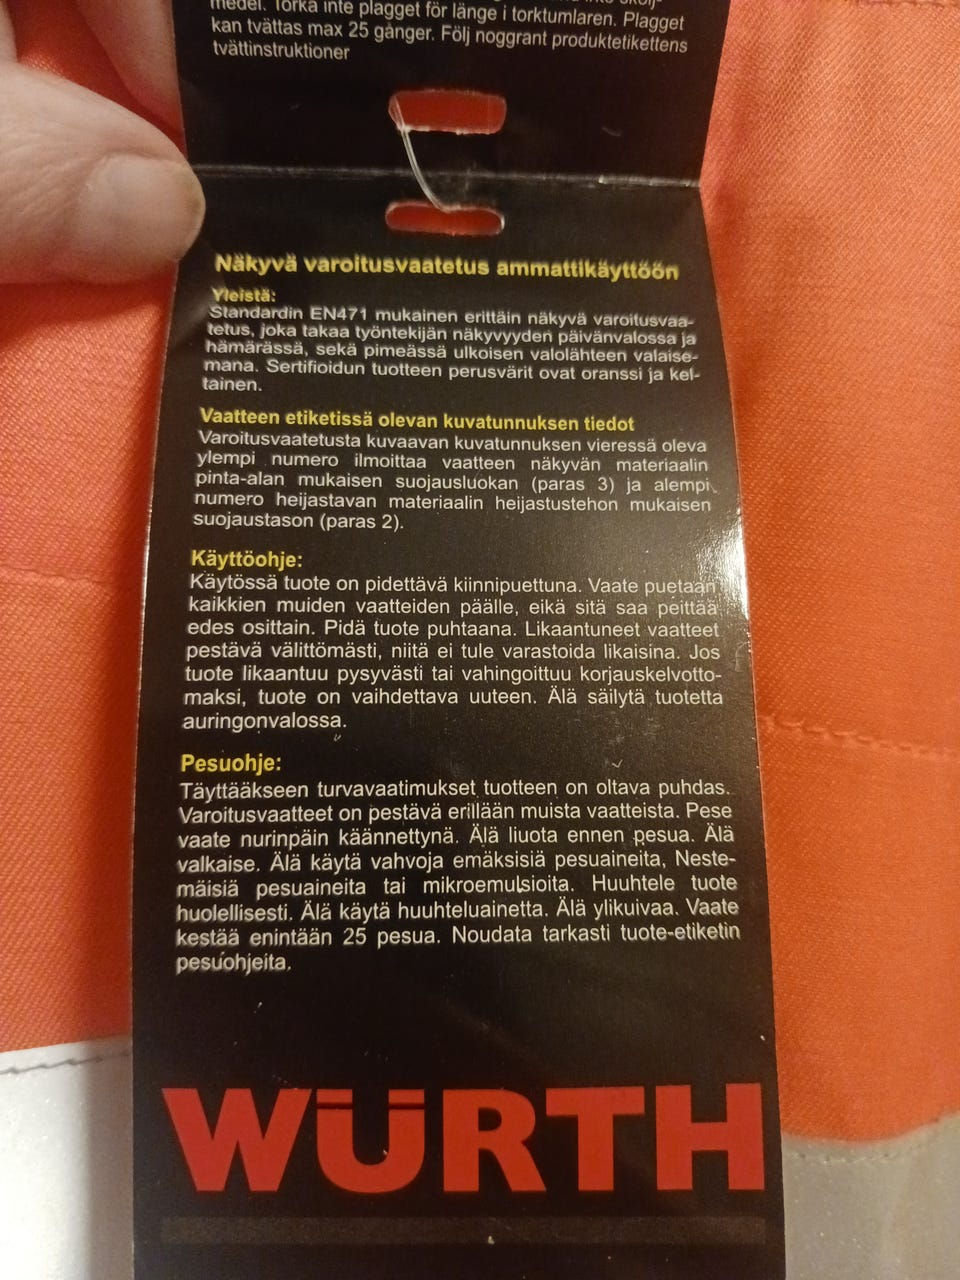 medel. Torka inte plagget för länge i torktumlaren. Plagget
kan tvättas max 25 gånger. Följ noggrant produktetikettens
tvättinstruktioner
Näkyvä varoitusvaatetus ammattikäyttöön
Yleistä:
Standardin EN471 mukainen erittäin näkyvä varoitusvaa-
tetus, joka takaa työntekijän näkyvyyden päivänvalossa ja
hämärässä, sekä pimeässä ulkoisen valolähteen valaise-
mana. Sertifioidun tuotteen perusvärit ovat oranssi ja kel-
tainen.
Vaatteen etiketissä olevan kuvatunnuksen tiedot
Varoitusvaatetusta kuvaavan kuvatunnuksen vieressä oleva
ylempi numero ilmoittaa vaatteen näkyvän materiaalin
pinta-alan mukaisen suojausluokan (paras 3) ja alempi
numero heijastavan materiaalin heijastustehon mukaisen
suojaustason (paras 2).
Käyttöohje:
Käytössä tuote on pidettävä kiinnipuettuna. Vaate puetaan
kaikkien muiden vaatteiden päälle, eikä sitä saa peittää
edes osittain. Pidä tuote puhtaana. Likaantuneet vaatteet
pestävä välittömästi, niitä ei tule varastoida likaisina. Jos
tuote likaantuu pysyvästi tai vahingoittuu korjauskelvotto-
maksi, tuote on vaihdettava uuteen. Älä säilytä tuotetta
auringonvalossa.
Pesuohje:
Täyttääkseen turvavaatimukset tuotteen on oltava puhdas.
Varoitusvaatteet on pestävä erillään muista vaatteista. Pese
vaate nurinpäin käännettynä. Älä liuota ennen pesua. Älä
valkaise. Älä käytä vahvoja emäksisiä pesuaineita, Neste-
mäisiä pesuaineita tai mikroemulsioita. Huuhtele tuote
huolellisesti. Älä käytä huuhteluainetta. Älä ylikuivaa. Vaate
kestää enintään 25 pesua. Noudata tarkasti tuote-etiketin
pesuohjeita.
WÜRTH